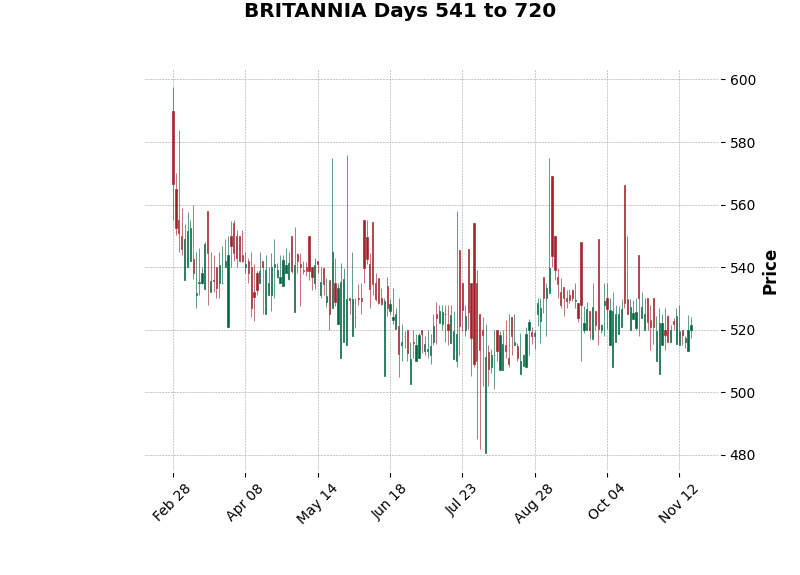 BRITANNIA Days 541 to 720
600
580
560
540
520
500
480
Price
Feb 28
Apr 08
May 14
Jun 18
Jul 23
Aug 28
Oct 04
Nov 12